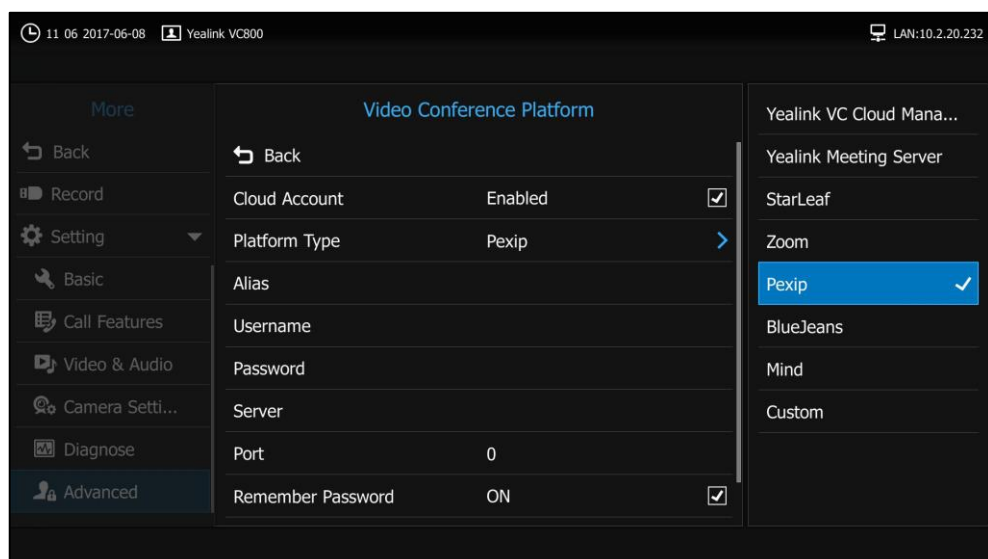 11 06 2017-06-08 Yealink VC800 LAN:10.2.20.232
More
Back
Record
Setting
Basic
Call Features
Video & Audio
Camera Setti...
Diagnose
Advanced
Video Conference Platform
Back
Cloud Account Enabled
Platform Type Pexip
Alias
Username
Password
Server
Port 0
Remember Password ON
Yealink VC Cloud Mana...
Yealink Meeting Server
StarLeaf
Zoom
Pexip
BlueJeans
Mind
Custom